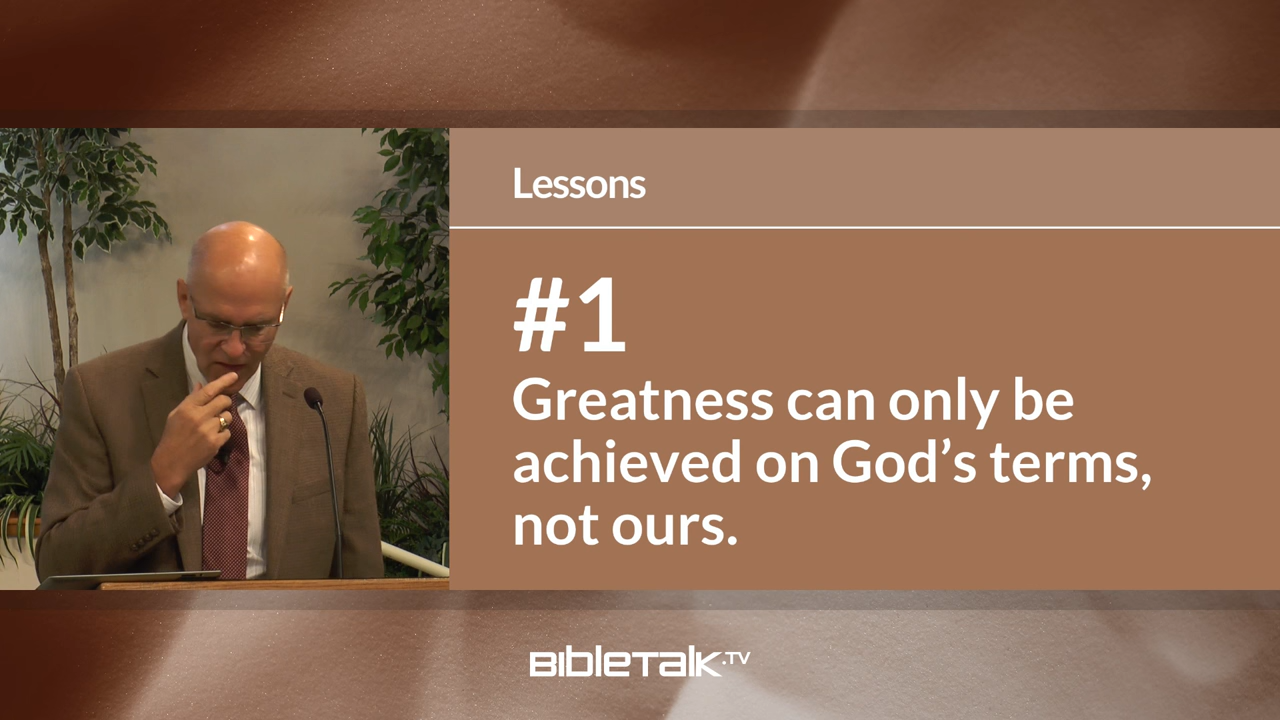 Lessons
#1
Greatness can only be
achieved on God's terms,
not ours.
BIBLETALK.TV